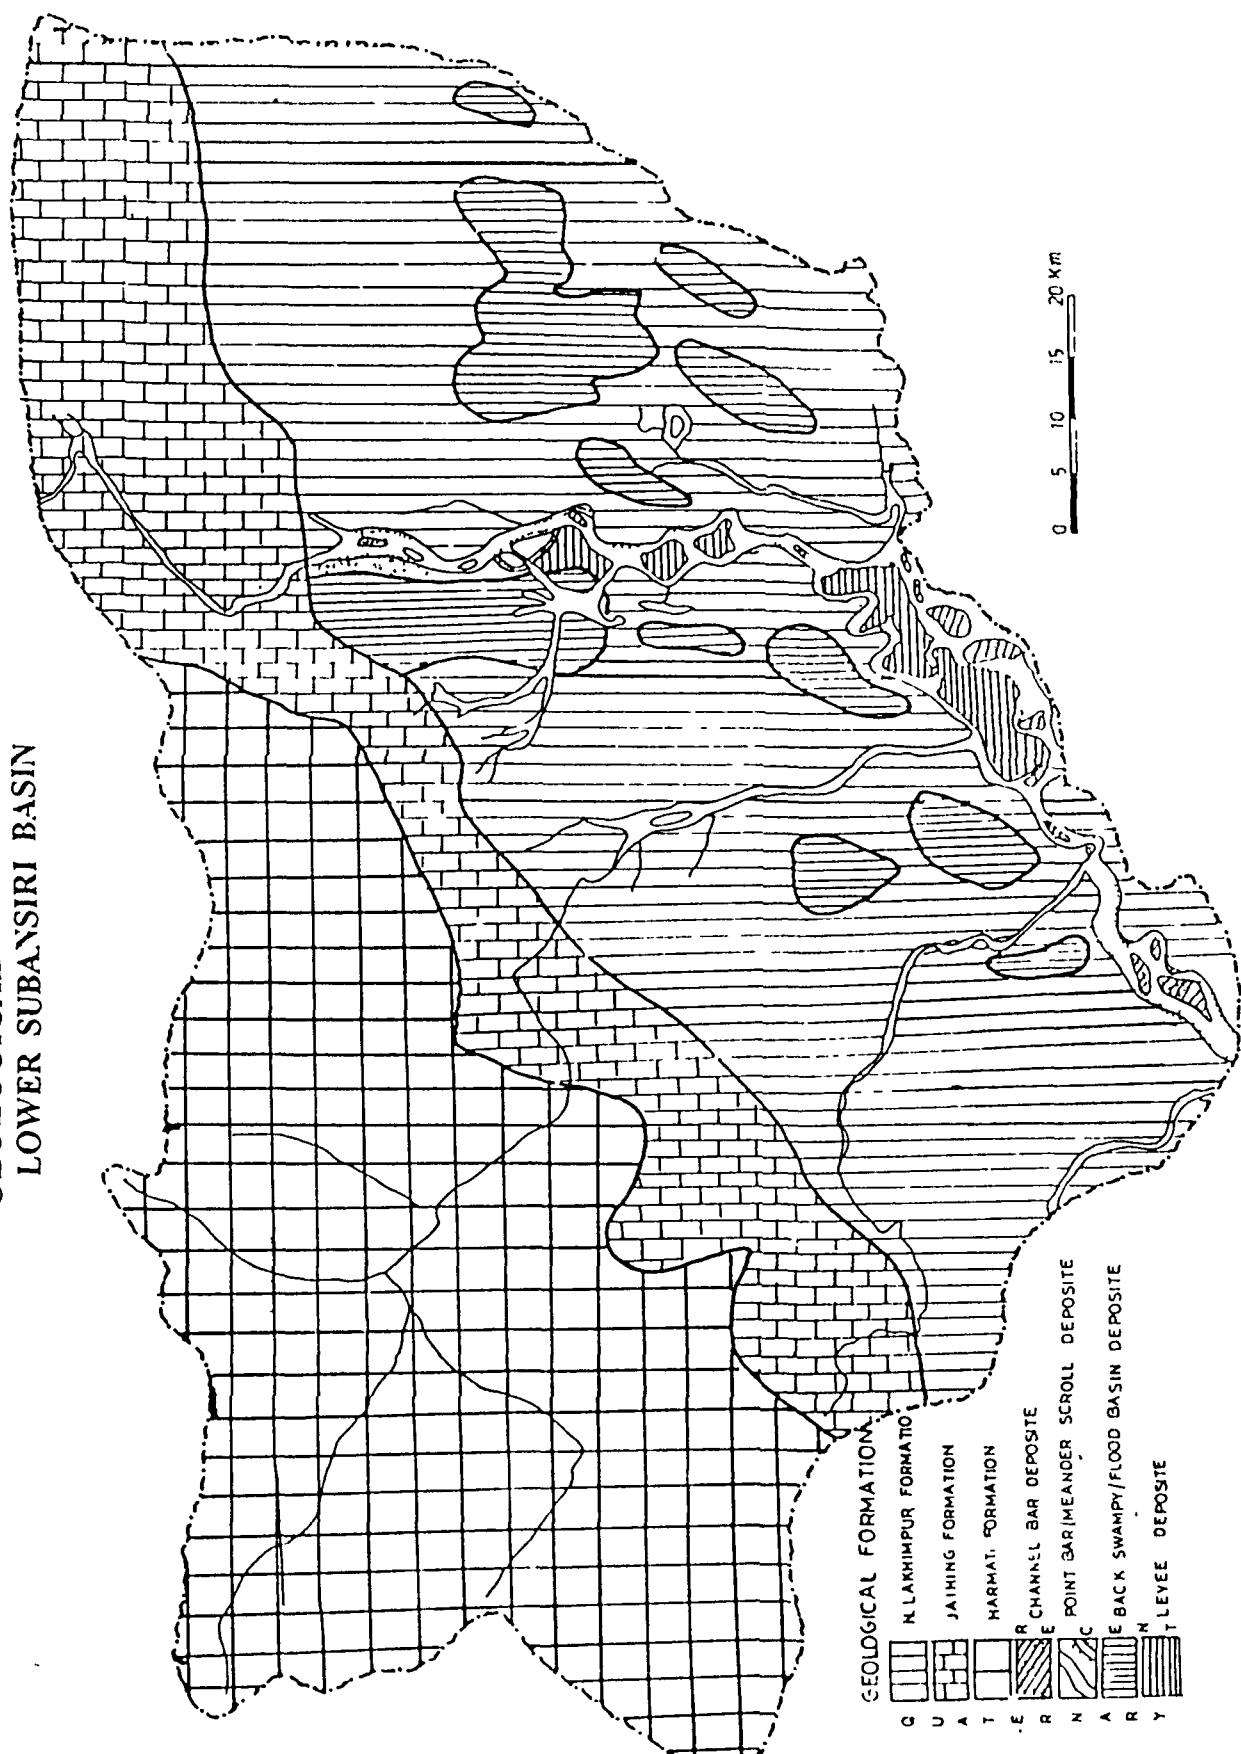 LOWER SUBANSIRI BASIN
0 5 10 15 20 Km
GEOLOGICAL FORMATION
N. LAKHIMPUR FORMATIO
JAIHING FORMATION
HARMATI FORMATION
CHANNEL BAR DEPOSITE
POINT BAR/MEANDER SCROLL DEPOSITE
BACK SWAMPY/FLOOD BASIN DEPOSITE
LEVEE DEPOSITE
Q U A T E R N A R Y
R E C E N T